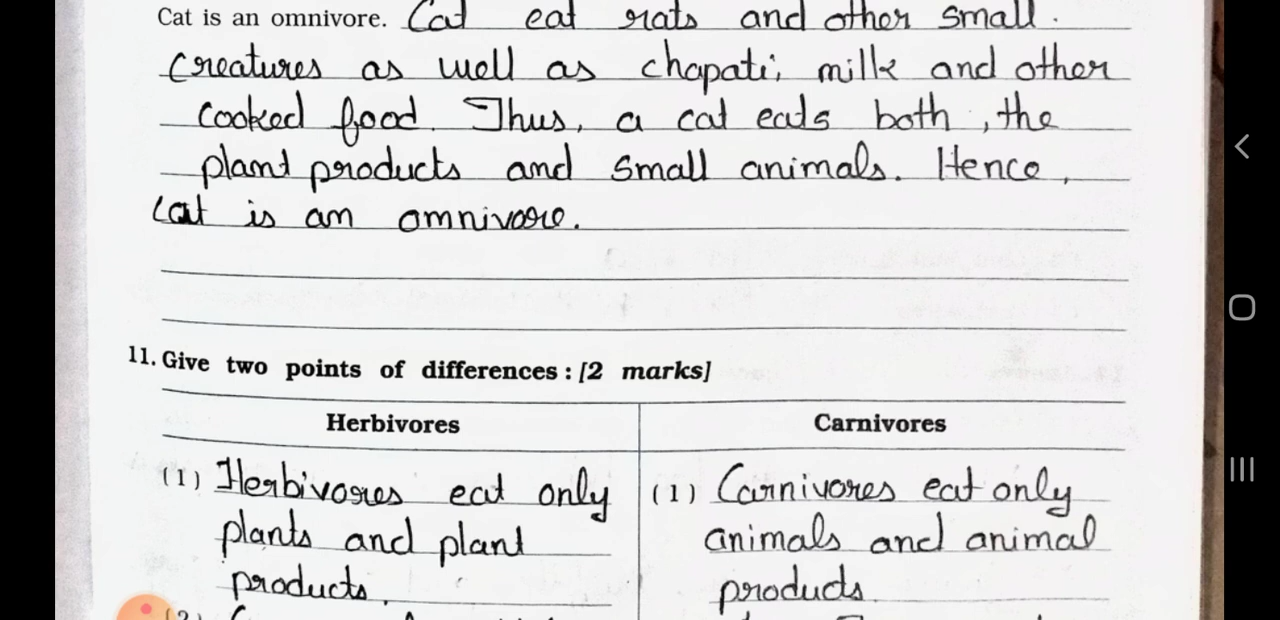 Cat is an omnivore. Cat eat rats and other small.
creatures as well as chapati, milk and other
cooked food. Thus, a cat eats both, the
plant products and small animals. Hence,
cat is an omnivore.
11. Give two points of differences : [2 marks]
Herbivores Carnivores
(1) Herbivores eat only (1) Carnivores eat only
plants and plant animals and animal
products. products.
(2)